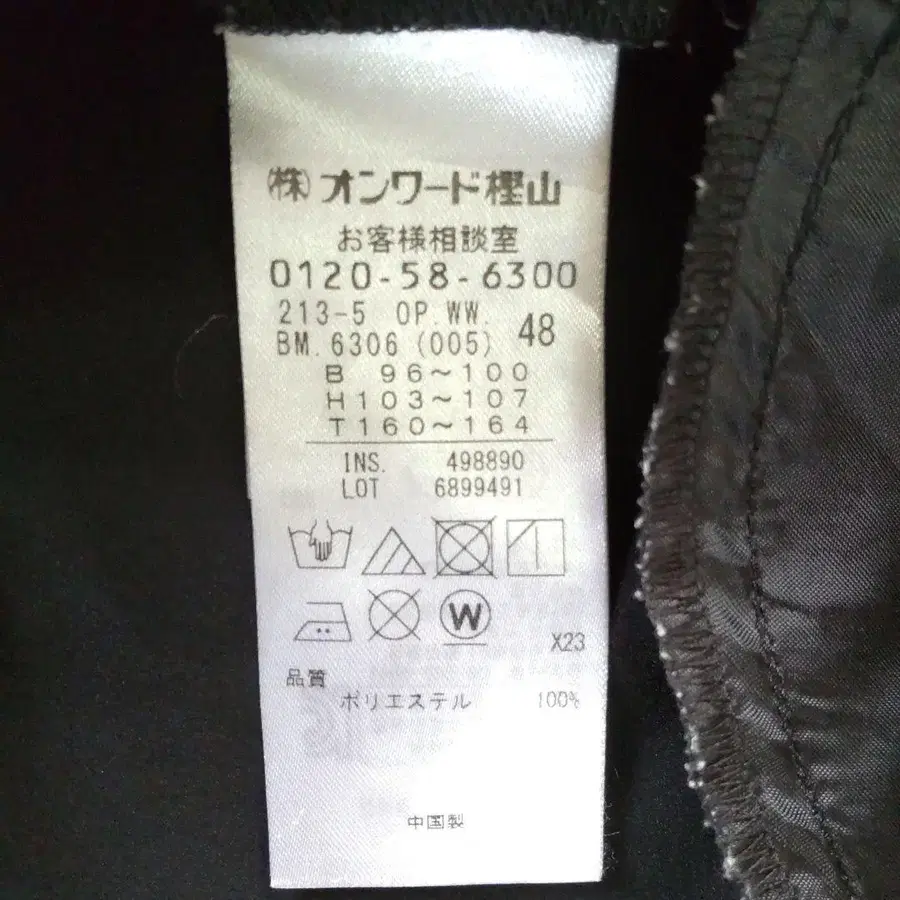 ㈱オンワード樫山
お客様相談室
0120-58-6300
213-5 OP.WW.
BM.6306(005) 48
B 96～100
H103～107
T160～164
INS. 498890
LOT 6899491
W
X23
品質
ポリエステル 100%
中国製